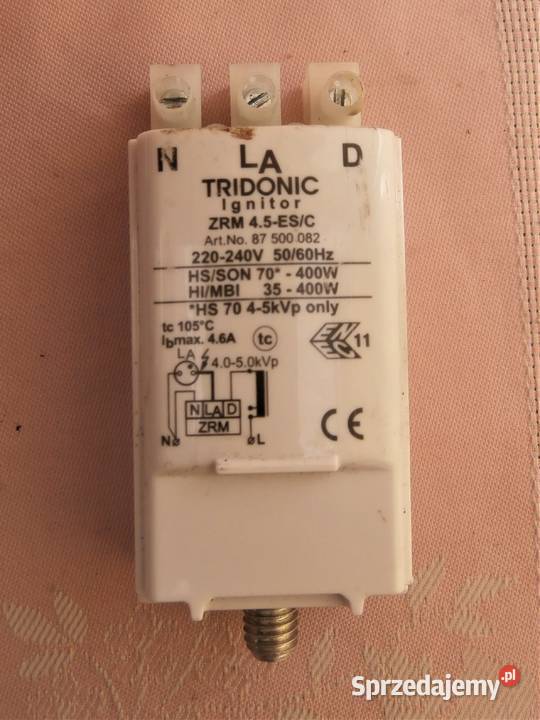 N LA D
TRIDONIC
Ignitor
ZRM 4.5-ES/C
Art.No. 87 500 082
220-240V 50/60Hz
HS/SON 70* - 400W
HI/MBI 35 - 400W
*HS 70 4-5kVp only
tc 105°C
Ibmax. 4.6A
tc
ENEC 11
LA 4.0-5.0kVp
N LA D
ZRM
N L
CE
Sprzedajemy.pl